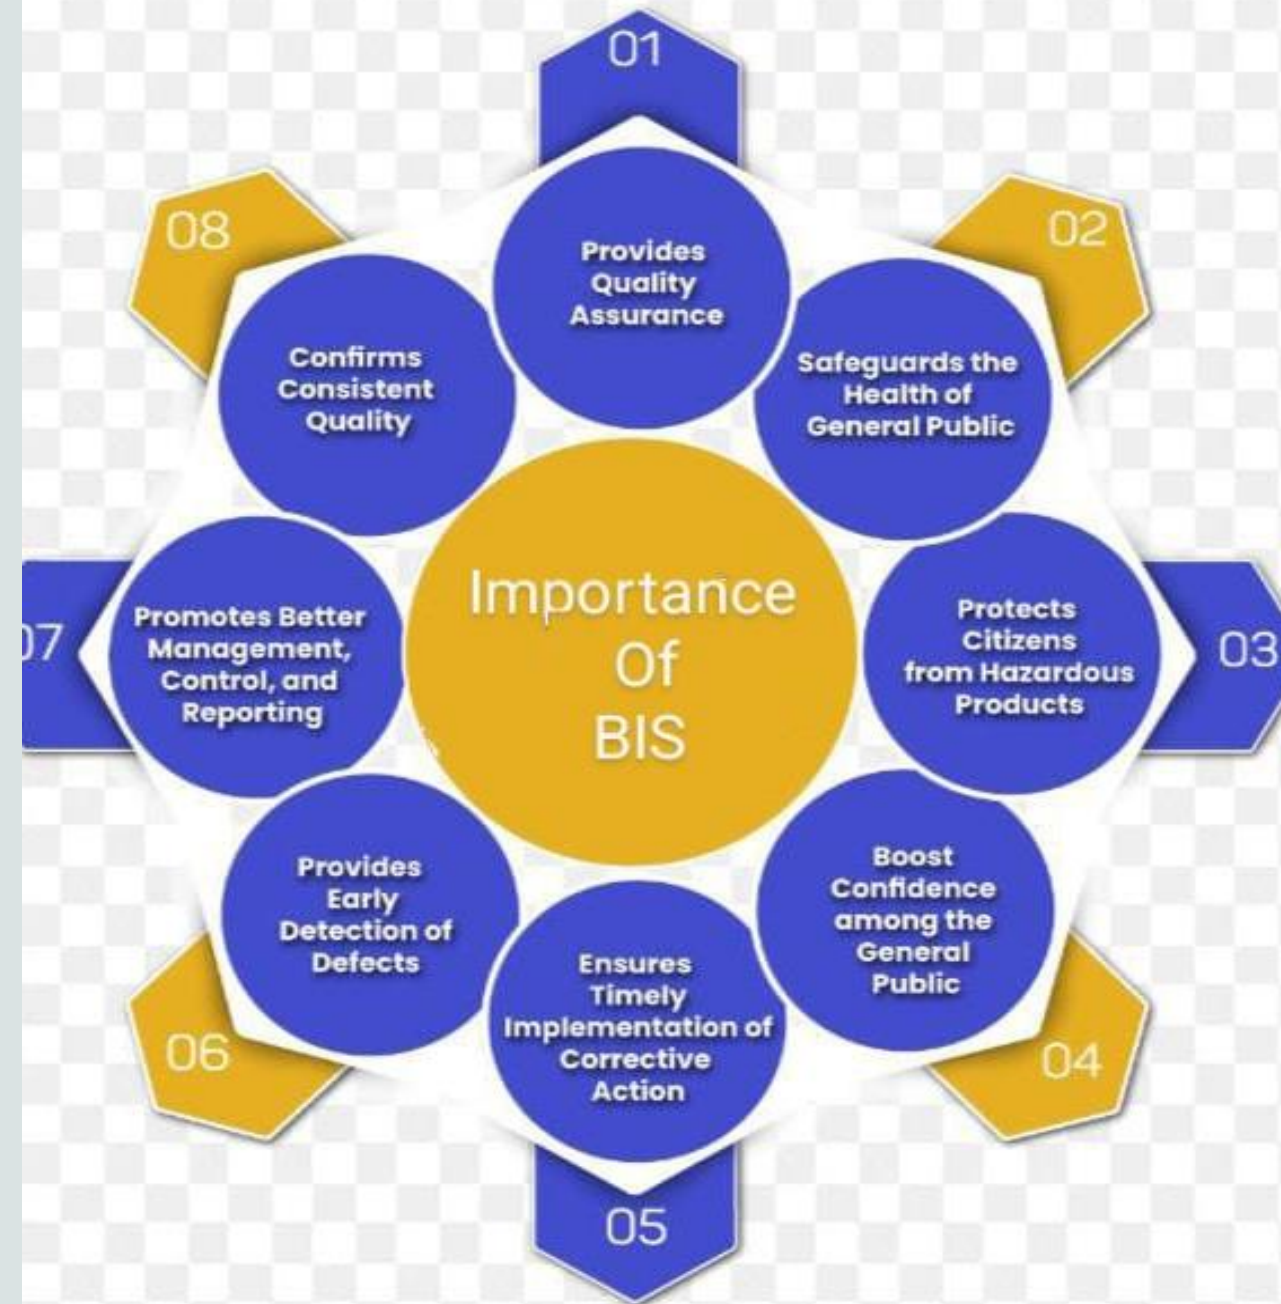 Importance
Of
BIS
01
Provides
Quality
Assurance
02
Safeguards the
Health of
General Public
03
Protects
Citizens
from Hazardous
Products
04
Boost
Confidence
among the
General
Public
05
Ensures
Timely
Implementation of
Corrective
Action
06
Provides
Early
Detection of
Defects
07
Promotes Better
Management,
Control, and
Reporting
08
Confirms
Consistent
Quality